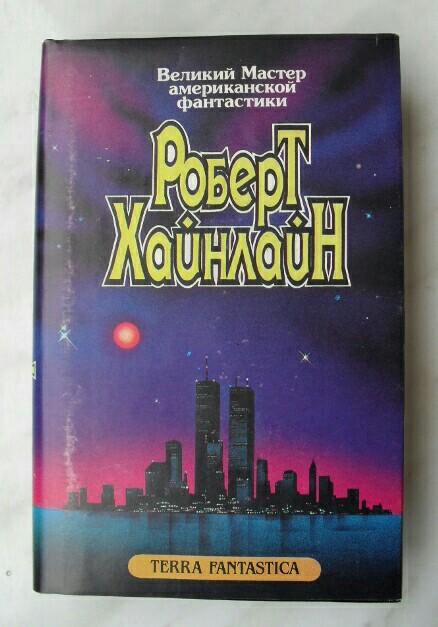 Великий Мастер
американской
фантастики
Роберт
Хайнлайн
TERRA FANTASTICA